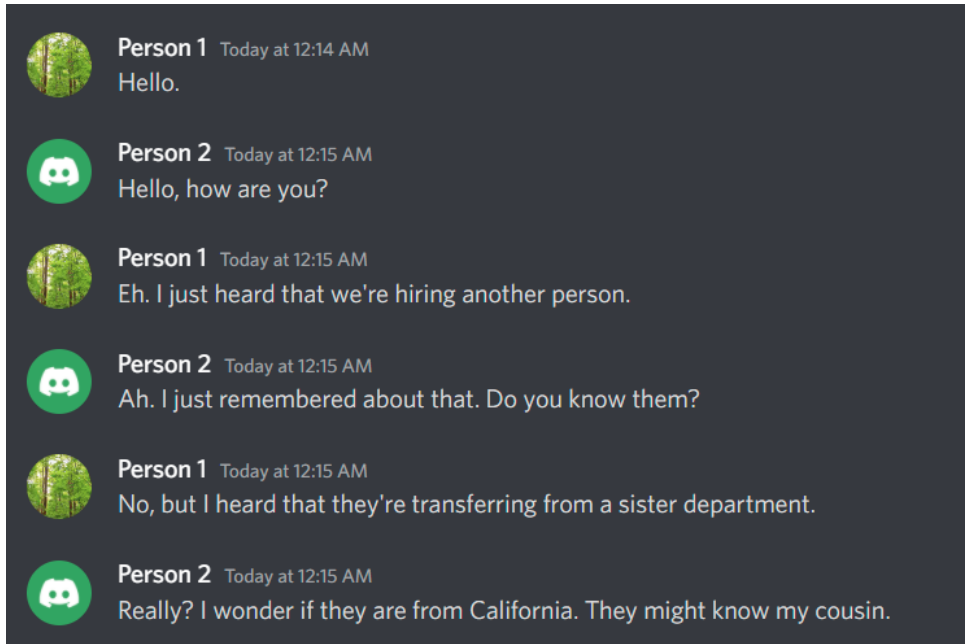 Person 1 Today at 12:14 AM
Hello.
Person 2 Today at 12:15 AM
Hello, how are you?
Person 1 Today at 12:15 AM
Eh. I just heard that we're hiring another person.
Person 2 Today at 12:15 AM
Ah. I just remembered about that. Do you know them?
Person 1 Today at 12:15 AM
No, but I heard that they're transferring from a sister department.
Person 2 Today at 12:15 AM
Really? I wonder if they are from California. They might know my cousin.